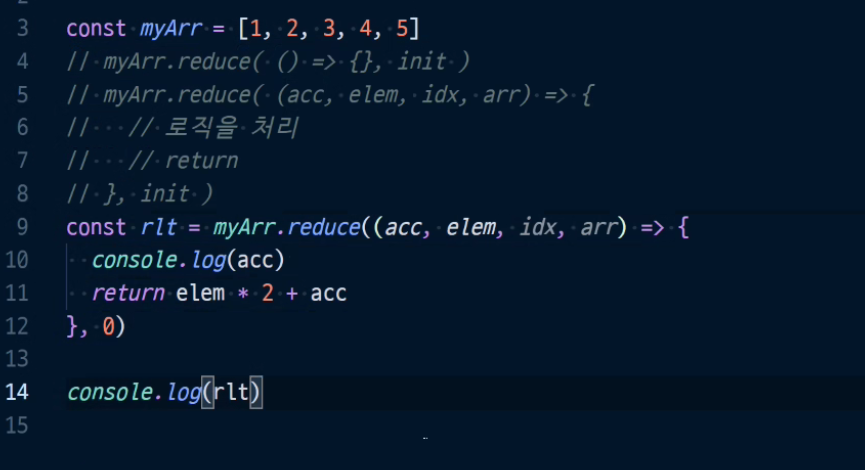 3 const myArr = [1, 2, 3, 4, 5]
4 // myArr.reduce( () => {}, init )
5 // myArr.reduce( (acc, elem, idx, arr) => {
6 //   // 로직을 처리
7 //   // return
8 // }, init )
9 const rlt = myArr.reduce((acc, elem, idx, arr) => {
10   console.log(acc)
11   return elem * 2 + acc
12 }, 0)
13
14 console.log(rlt)
15